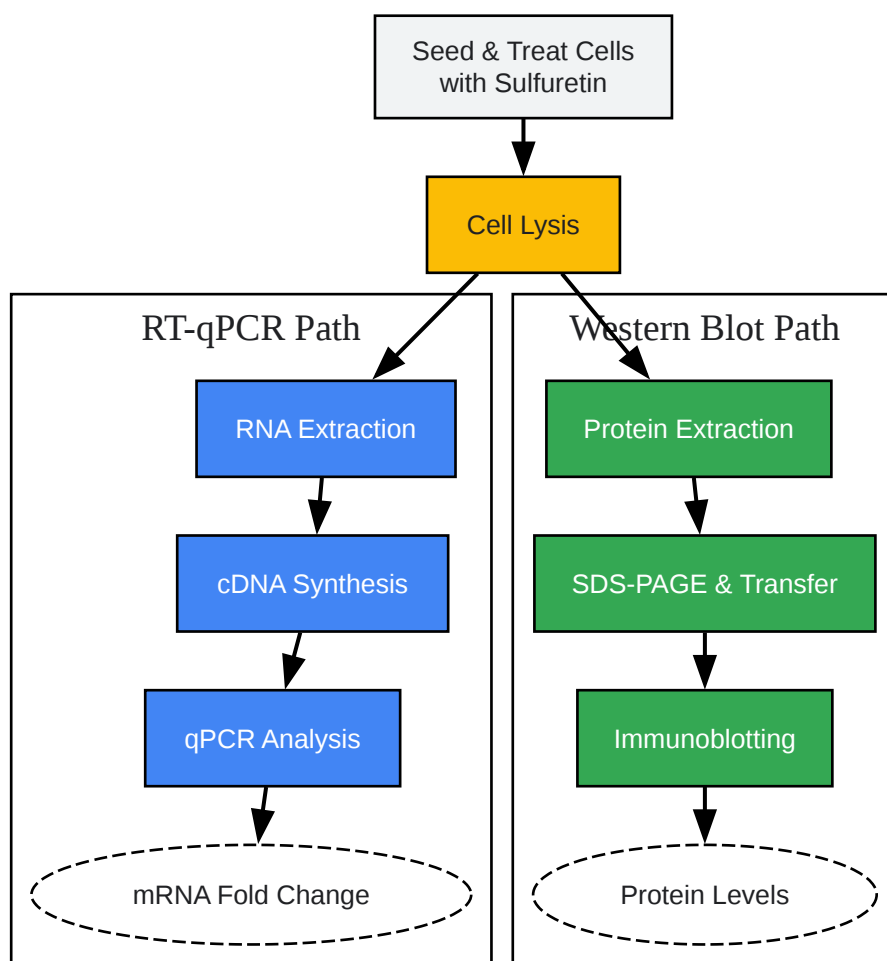 Seed & Treat Cells
with Sulfuretin
Cell Lysis
RT-qPCR Path
Western Blot Path
RNA Extraction
Protein Extraction
cDNA Synthesis
SDS-PAGE & Transfer
qPCR Analysis
Immunoblotting
mRNA Fold Change
Protein Levels